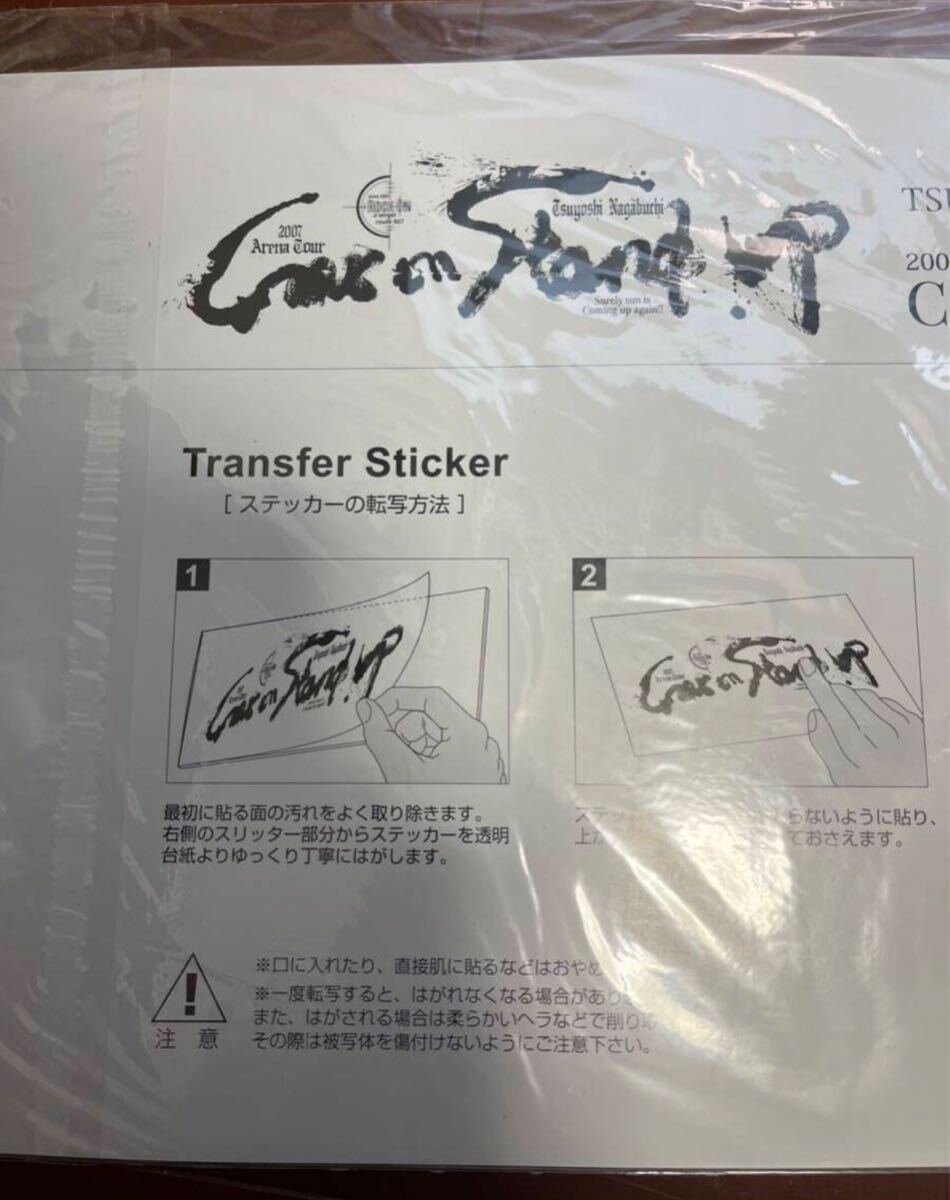 2007
Arena Tour
ROCK-ON
Tsuyoshi Nagabuchi
Come on Stand! up
Surely sun is
Coming up again!!
TSU
200
C
Transfer Sticker
[ ステッカーの転写方法 ]
1
2
最初に貼る面の汚れをよく取り除きます。
右側のスリッター部分からステッカーを透明
台紙よりゆっくり丁寧にはがします。
らないように貼り、
ておさえます。
注 意
※口に入れたり、直接肌に貼るなどはおやめ
※一度転写すると、はがれなくなる場合があり
また、はがされる場合は柔らかいヘラなどで削り取
その際は被写体を傷付けないようにご注意下さい。